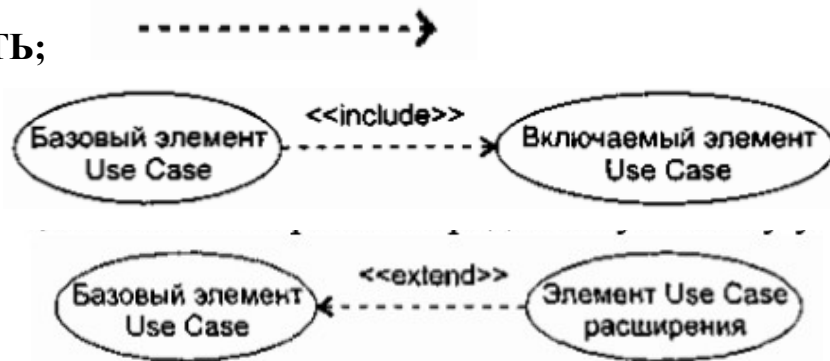 ТЬ;
<<include>>
Базовый элемент
Use Case
Включаемый элемент
Use Case
<<extend>>
Базовый элемент
Use Case
Элемент Use Case
расширения